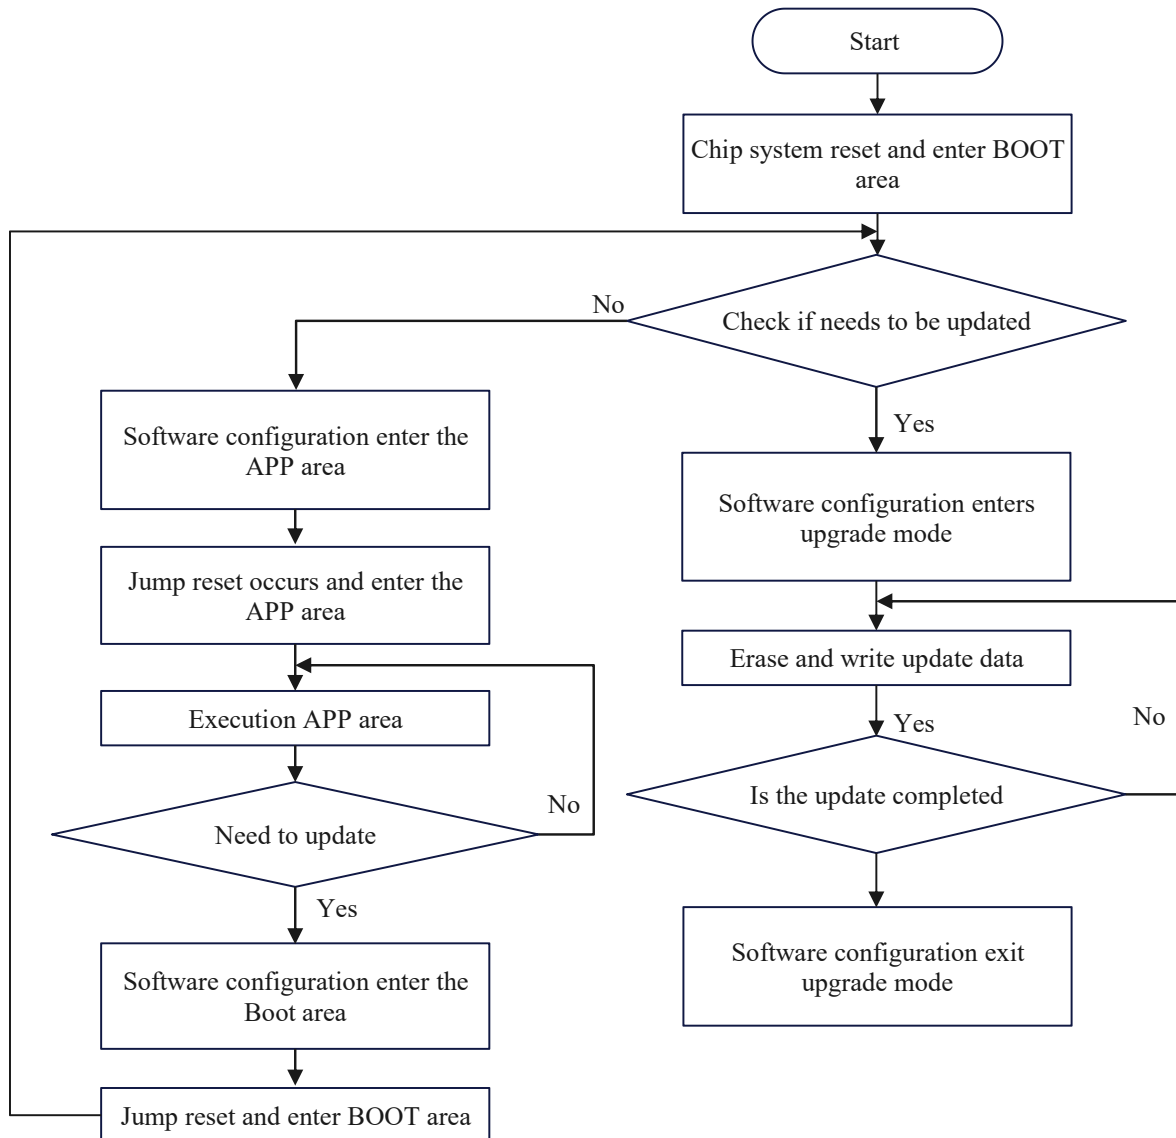 Start
Chip system reset and enter BOOT
area
No
Check if needs to be updated
Yes
Software configuration enter the
APP area
Software configuration enters
upgrade mode
Jump reset occurs and enter the
APP area
Erase and write update data
Execution APP area
Yes
No
Is the update completed
No
Need to update
Yes
Software configuration exit
upgrade mode
Software configuration enter the
Boot area
Jump reset and enter BOOT area